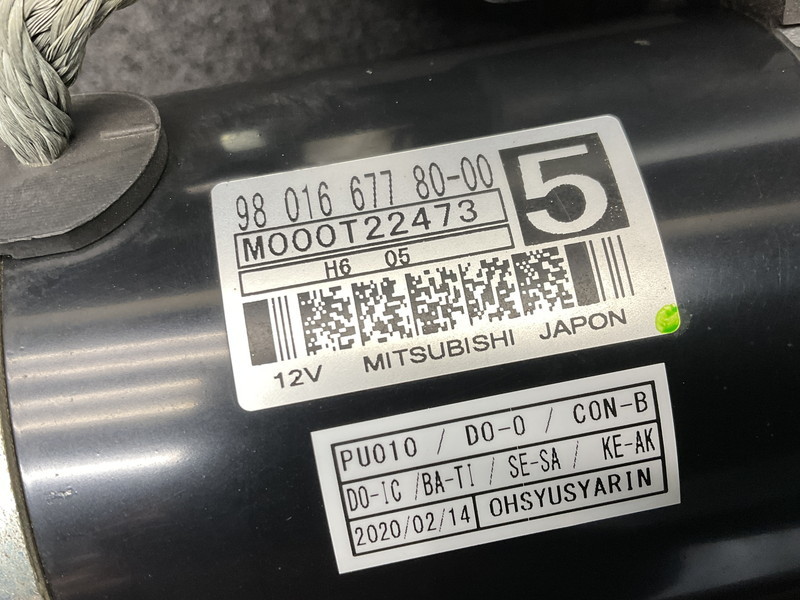 98 016 677 80-00
5
M000T22473
H6 05
12V MITSUBISHI JAPON
PU010 / DO-0 / CON-B
DO-IC /BA-TI / SE-SA / KE-AK
2020/02/14 OHSYUSYARIN